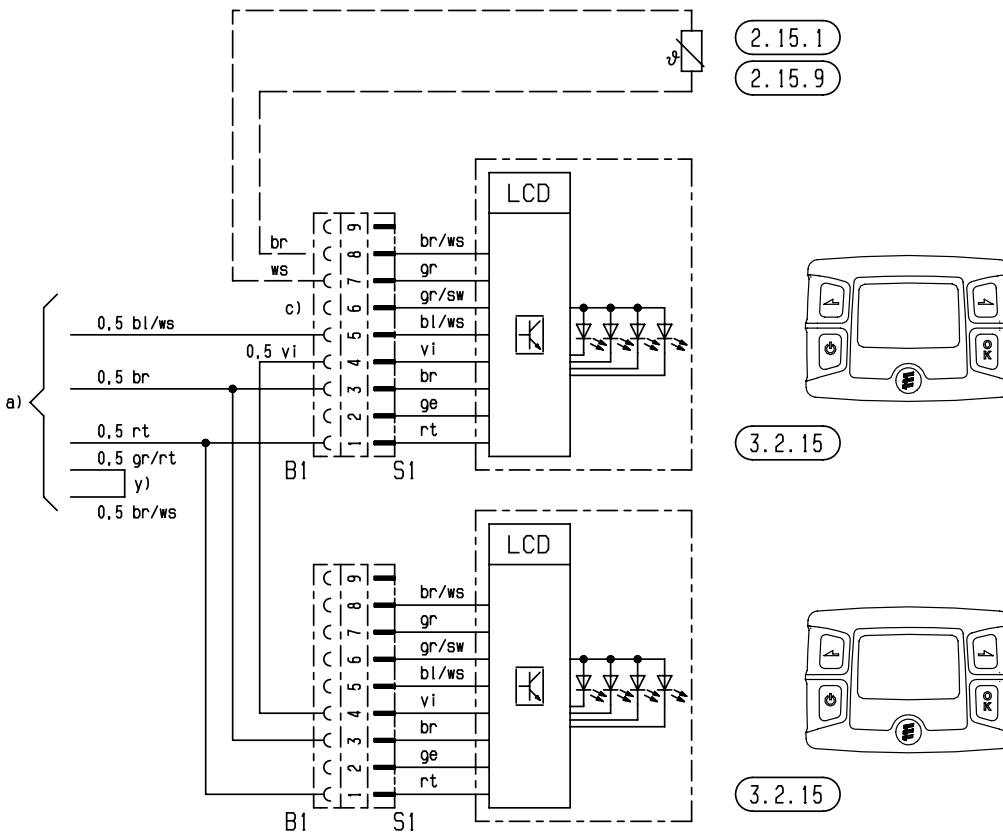 2.15.1
2.15.9
LCD
9
br 8 br/ws
ws 7 gr
c) 6 gr/sw
0,5 bl/ws 5 bl/ws
0,5 vi 4 vi
0,5 br 3 br
a)
2 ge
0,5 rt 1 rt
OK
3.2.15
0,5 gr/rt
B1 S1
y)
0,5 br/ws
LCD
9
8 br/ws
7 gr
6 gr/sw
5 bl/ws
4 vi
3 br
2 ge
1 rt
OK
3.2.15
B1 S1